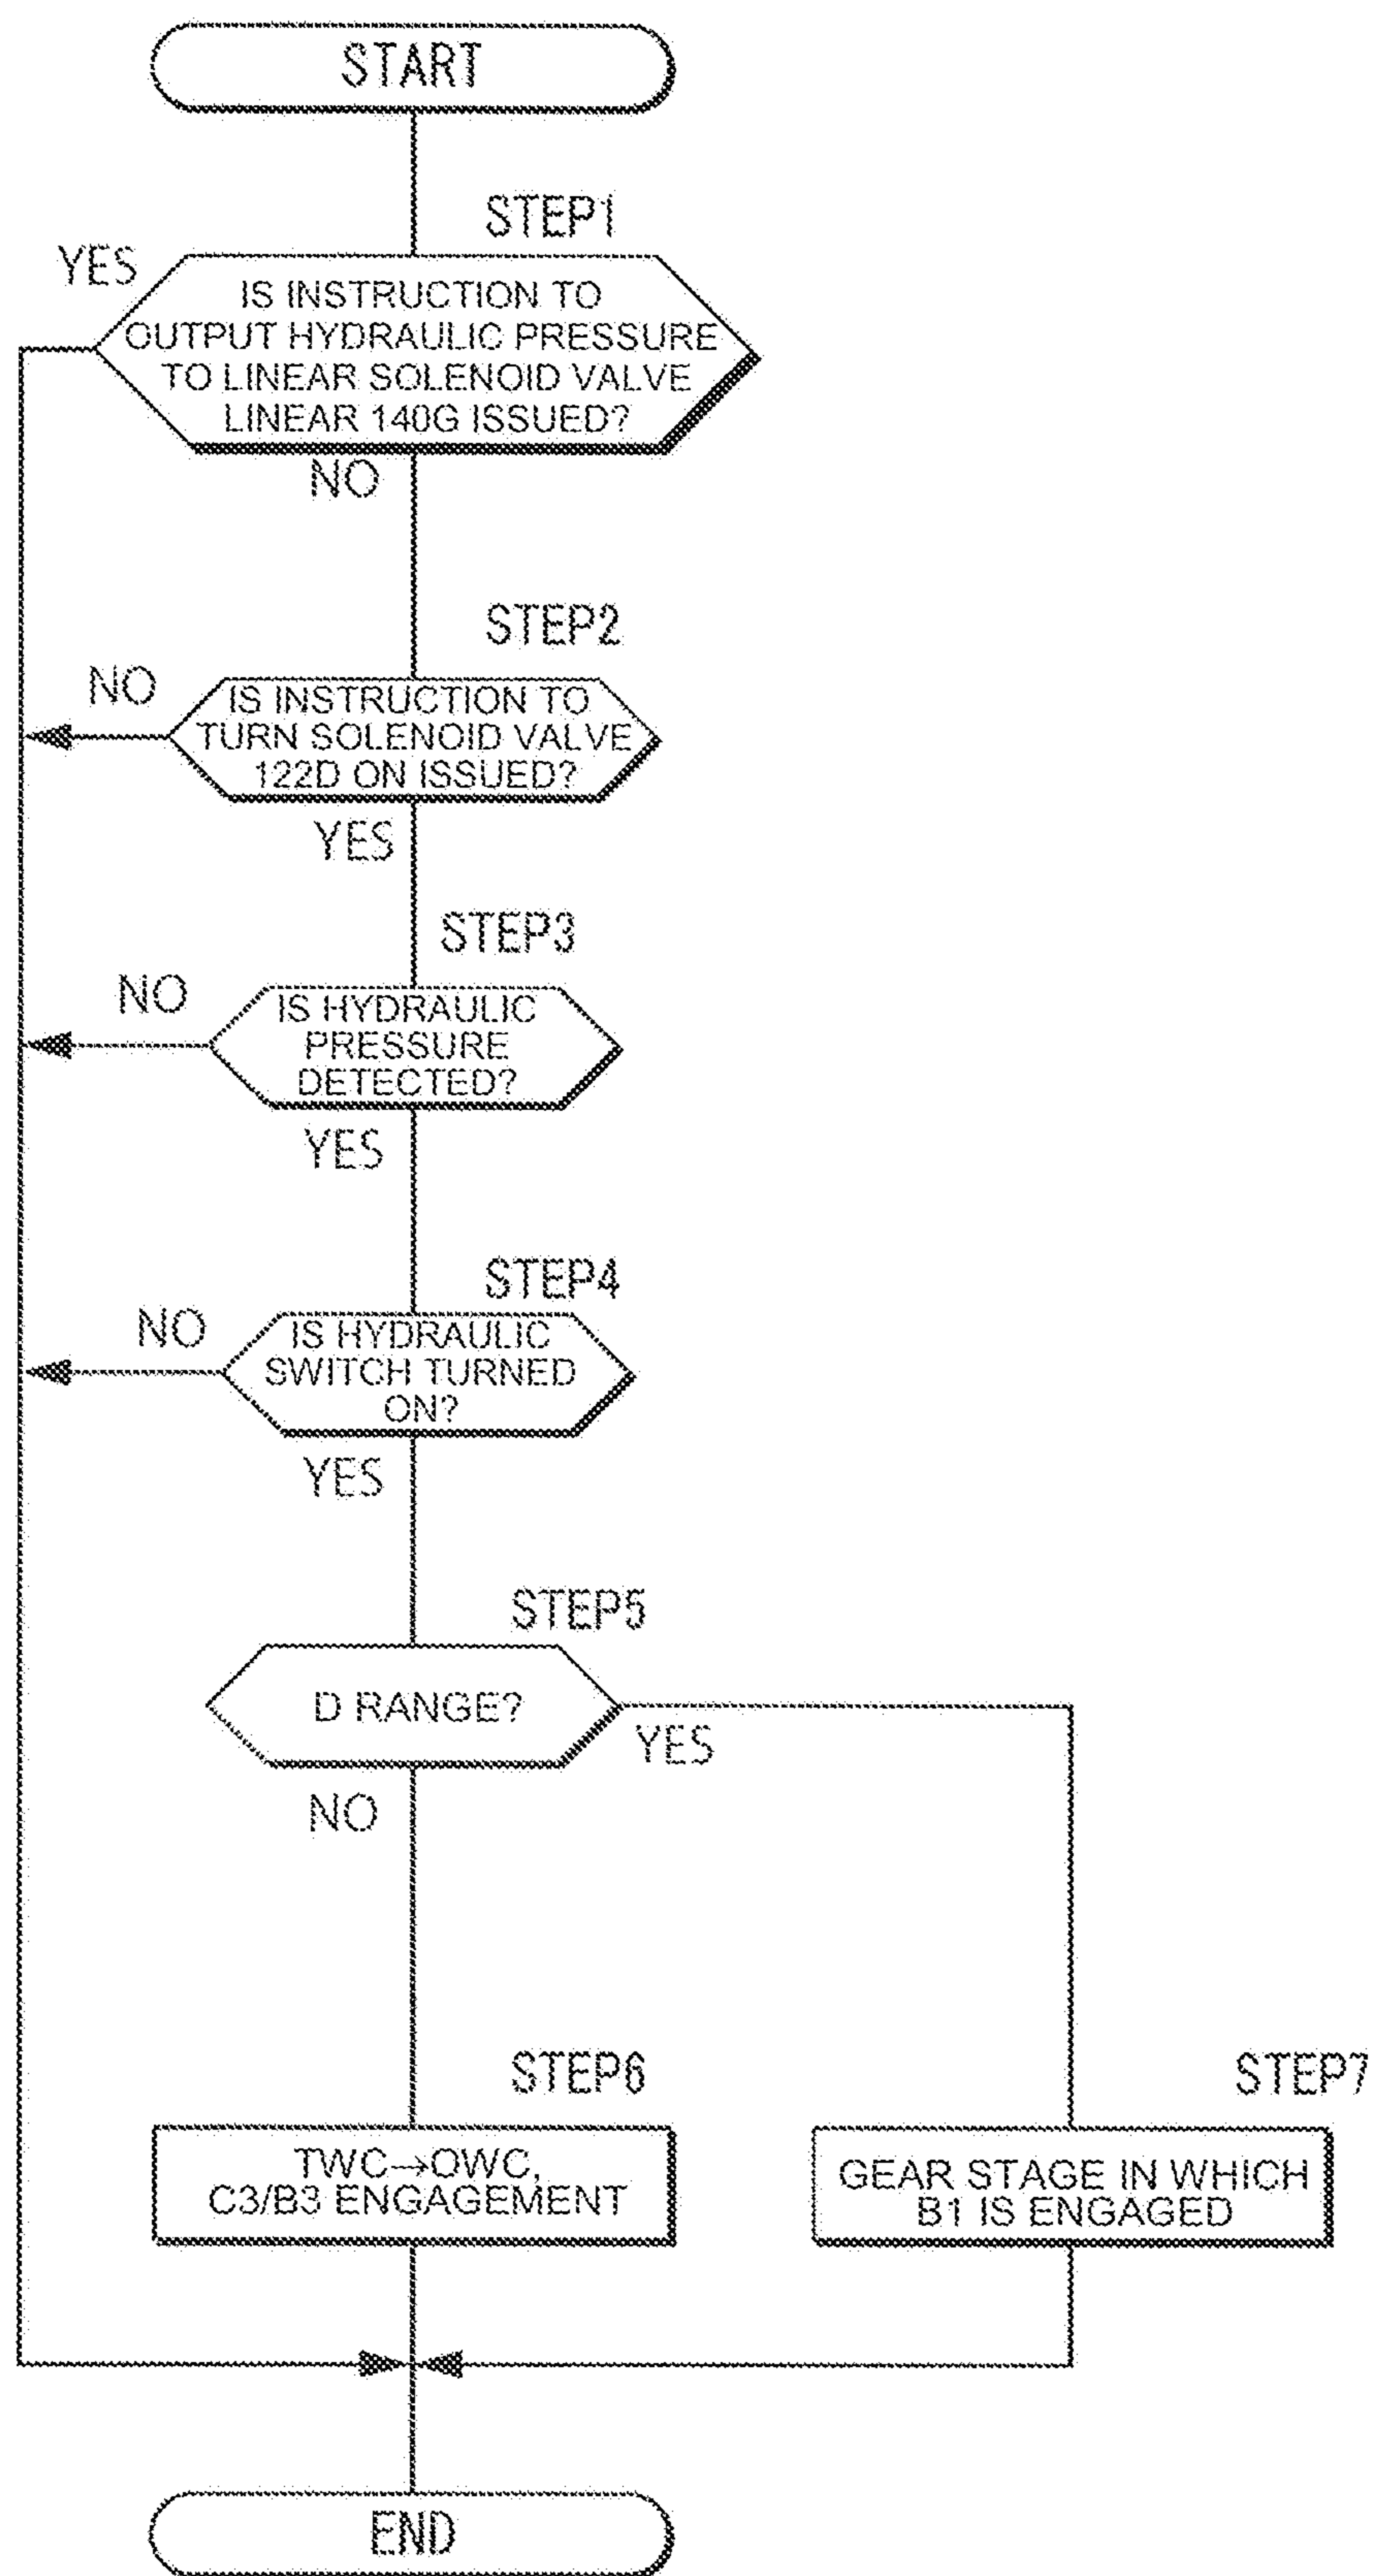 START
STEP1
YES
IS INSTRUCTION TO
OUTPUT HYDRAULIC PRESSURE
TO LINEAR SOLENOID VALVE
LINEAR 140G ISSUED?
NO
STEP2
NO
IS INSTRUCTION TO
TURN SOLENOID VALVE
122D ON ISSUED?
YES
STEP3
NO
IS HYDRAULIC
PRESSURE
DETECTED?
YES
STEP4
NO
IS HYDRAULIC
SWITCH TURNED
ON?
YES
STEP5
D RANGE?
YES
NO
STEP6
TWC→OWC,
C3/B3 ENGAGEMENT
STEP7
GEAR STAGE IN WHICH
B1 IS ENGAGED
END